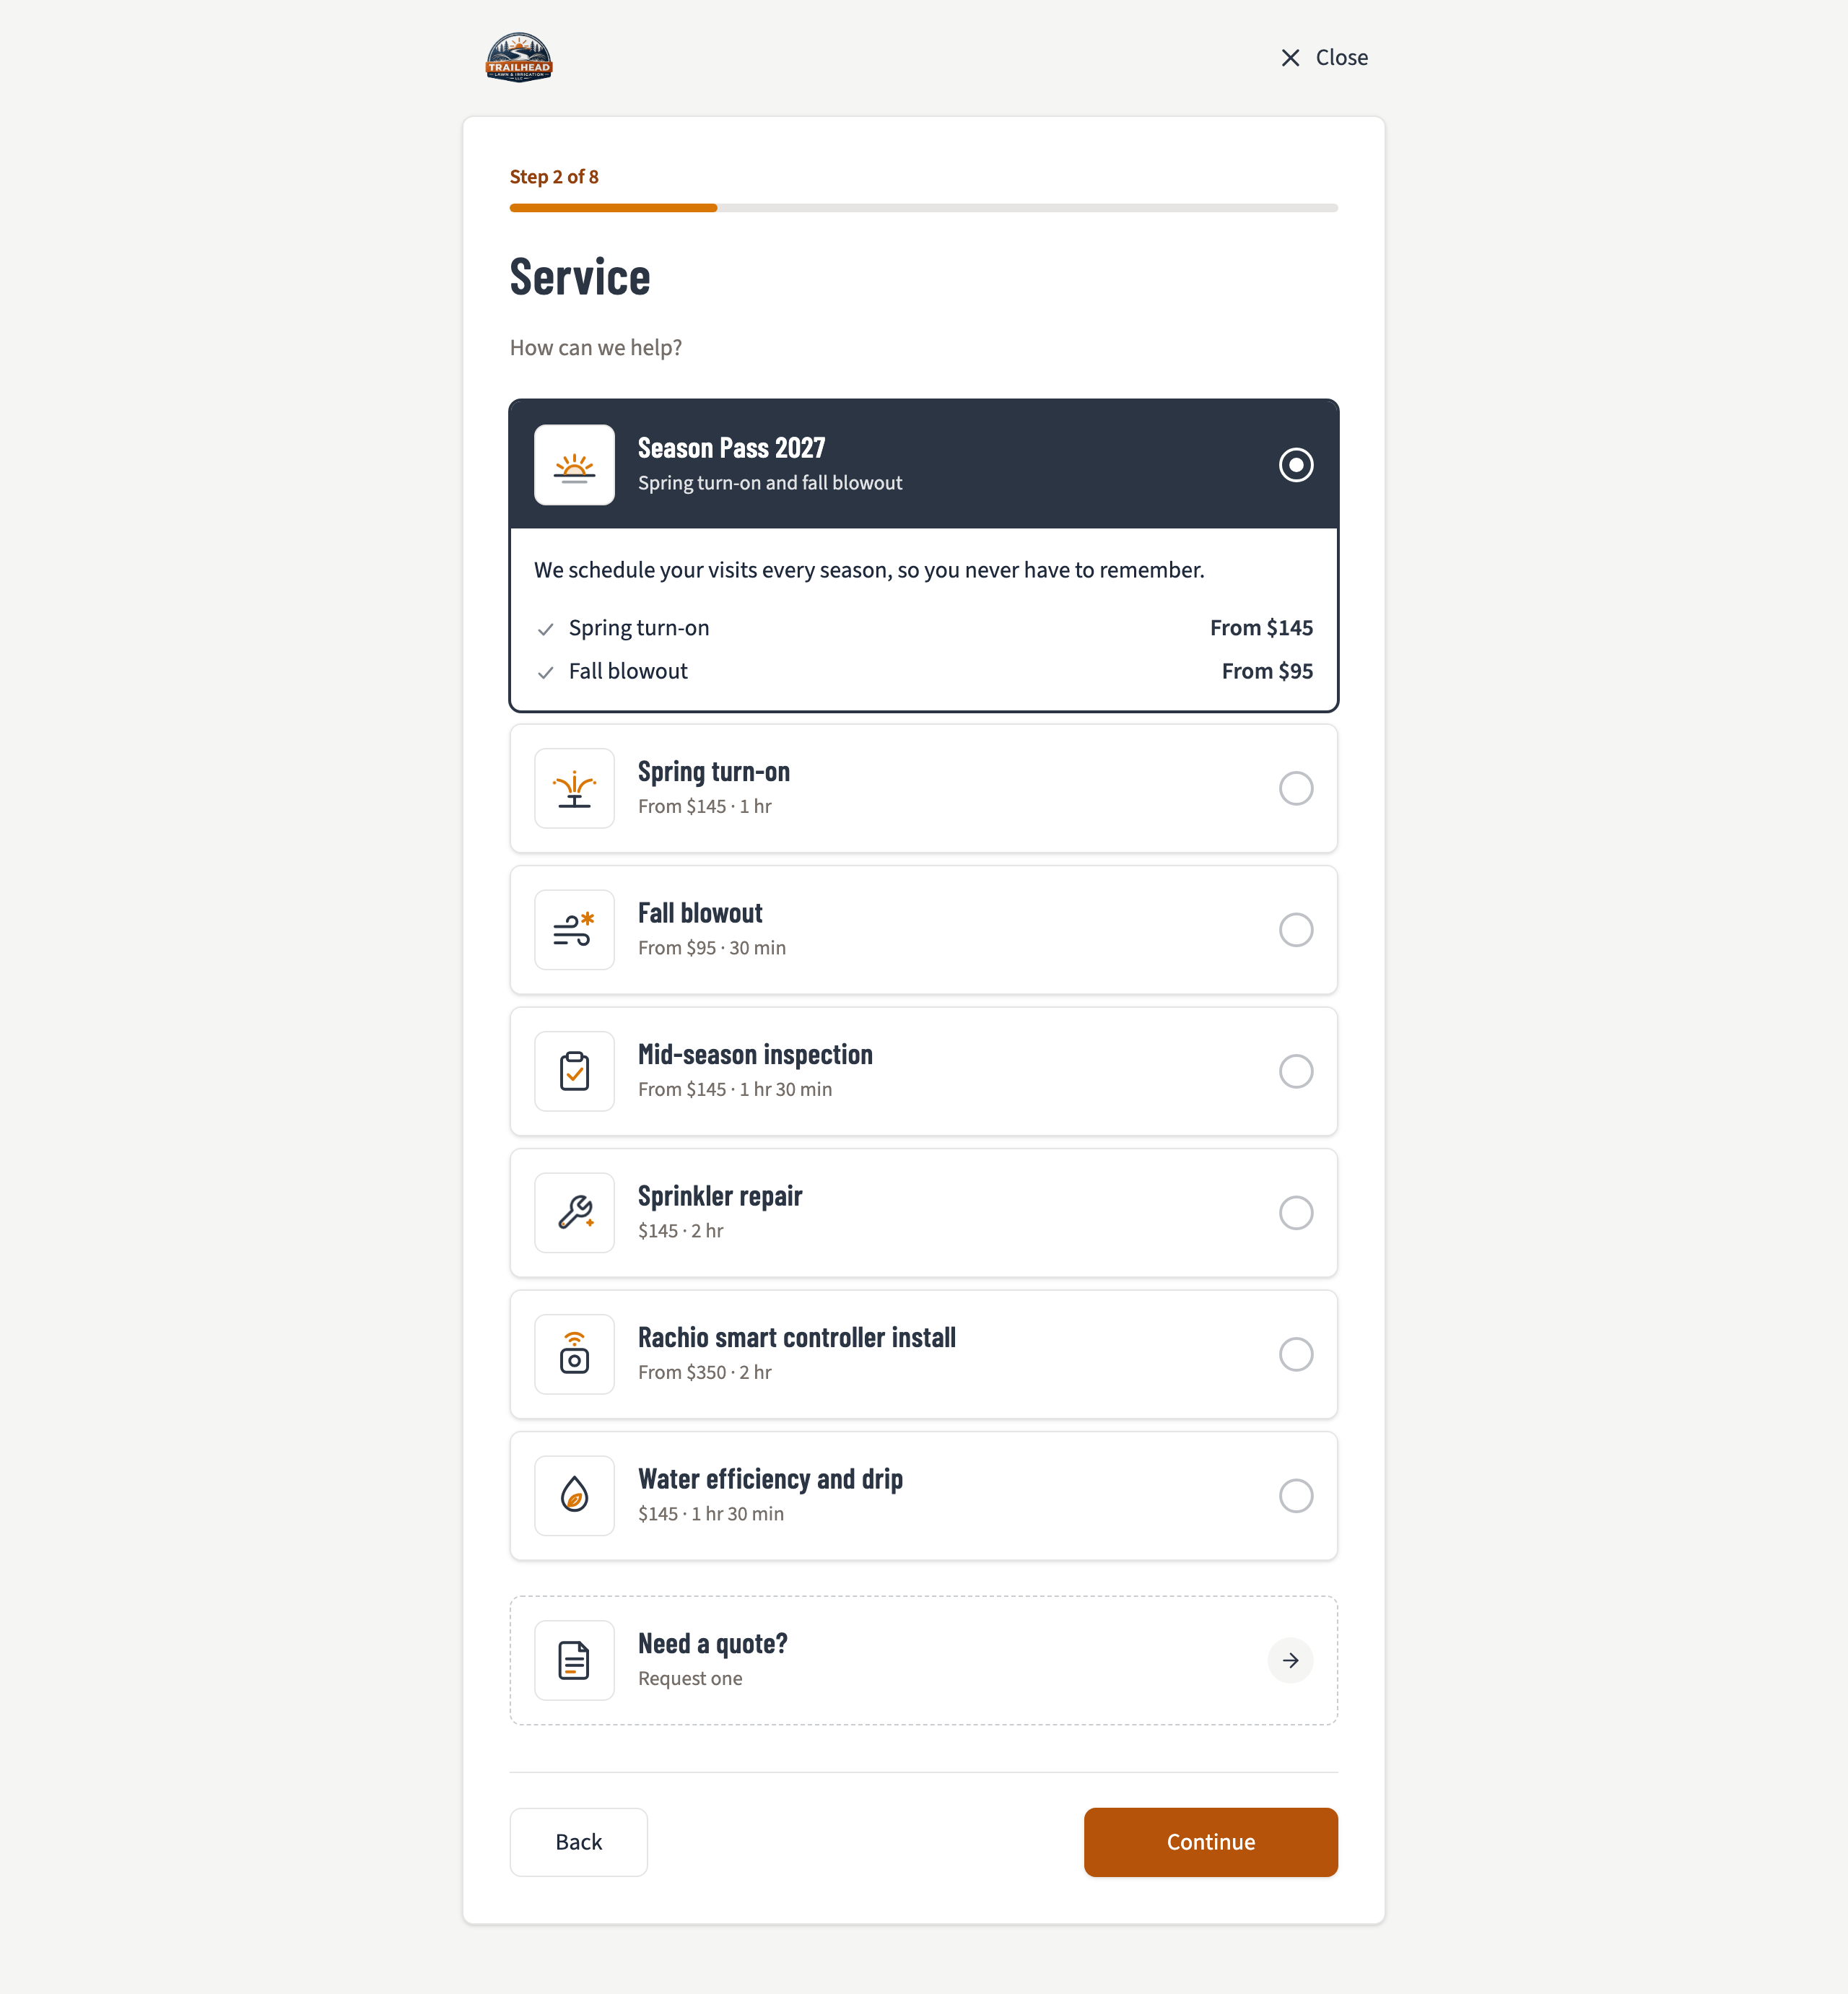 TRAILHEAD
LAWN & IRRIGATION
LLC
Close
Step 2 of 8
Service
How can we help?
Season Pass 2027
Spring turn-on and fall blowout
We schedule your visits every season, so you never have to remember.
Spring turn-on From $145
Fall blowout From $95
Spring turn-on
From $145 · 1 hr
Fall blowout
From $95 · 30 min
Mid-season inspection
From $145 · 1 hr 30 min
Sprinkler repair
$145 · 2 hr
Rachio smart controller install
From $350 · 2 hr
Water efficiency and drip
$145 · 1 hr 30 min
Need a quote?
Request one
Back
Continue